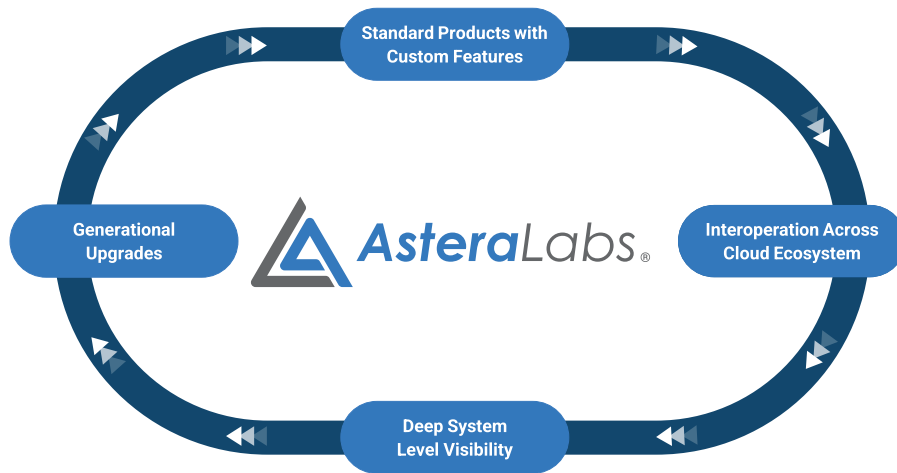 Standard Products with
Custom Features
Generational
Upgrades
AsteraLabs®
Interoperation Across
Cloud Ecosystem
Deep System
Level Visibility